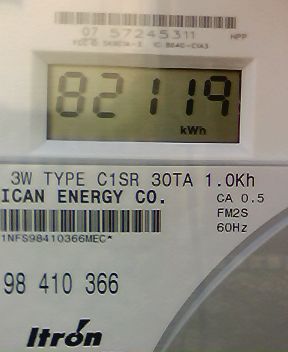 07 57245311 HPP
82119
kWh
3W TYPE C1SR 30TA 1.0Kh
ICAN ENERGY CO. CA 0.5
FM2S
1NFS98410366MEC* 60Hz
98 410 366
Itron